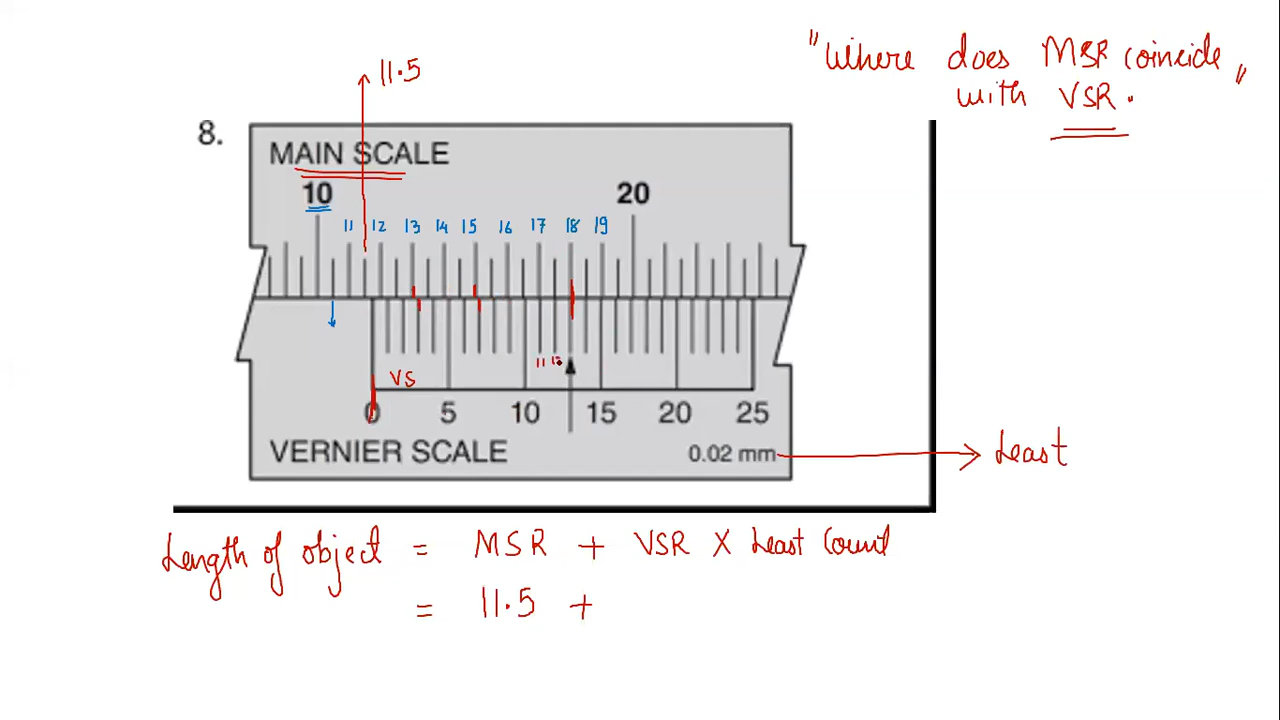 11.5
"Where does MSR coincide"
with VSR.
8.
MAIN SCALE
10 20
11 12 13 14 15 16 17 18 19
11
VS
0 5 10 15 20 25
VERNIER SCALE 0.02 mm
Least
Length of object = MSR + VSR X Least Count
= 11.5 +